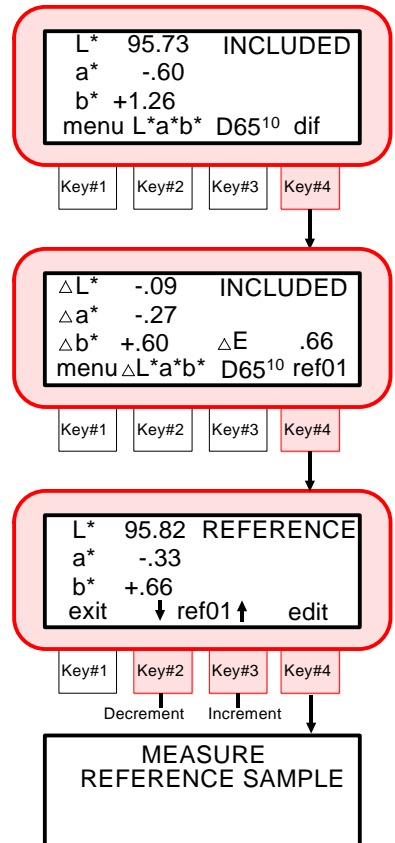 L* 95.73 INCLUDED
a* -.60
b* +1.26
menu L*a*b* D65¹⁰ dif
Key#1 Key#2 Key#3 Key#4
△L* -.09 INCLUDED
△a* -.27
△b* +.60 △E .66
menu △L*a*b* D65¹⁰ ref01
Key#1 Key#2 Key#3 Key#4
L* 95.82 REFERENCE
a* -.33
b* +.66
exit ↓ ref01 ↑ edit
Key#1 Key#2 Key#3 Key#4
Decrement Increment
MEASURE
REFERENCE SAMPLE